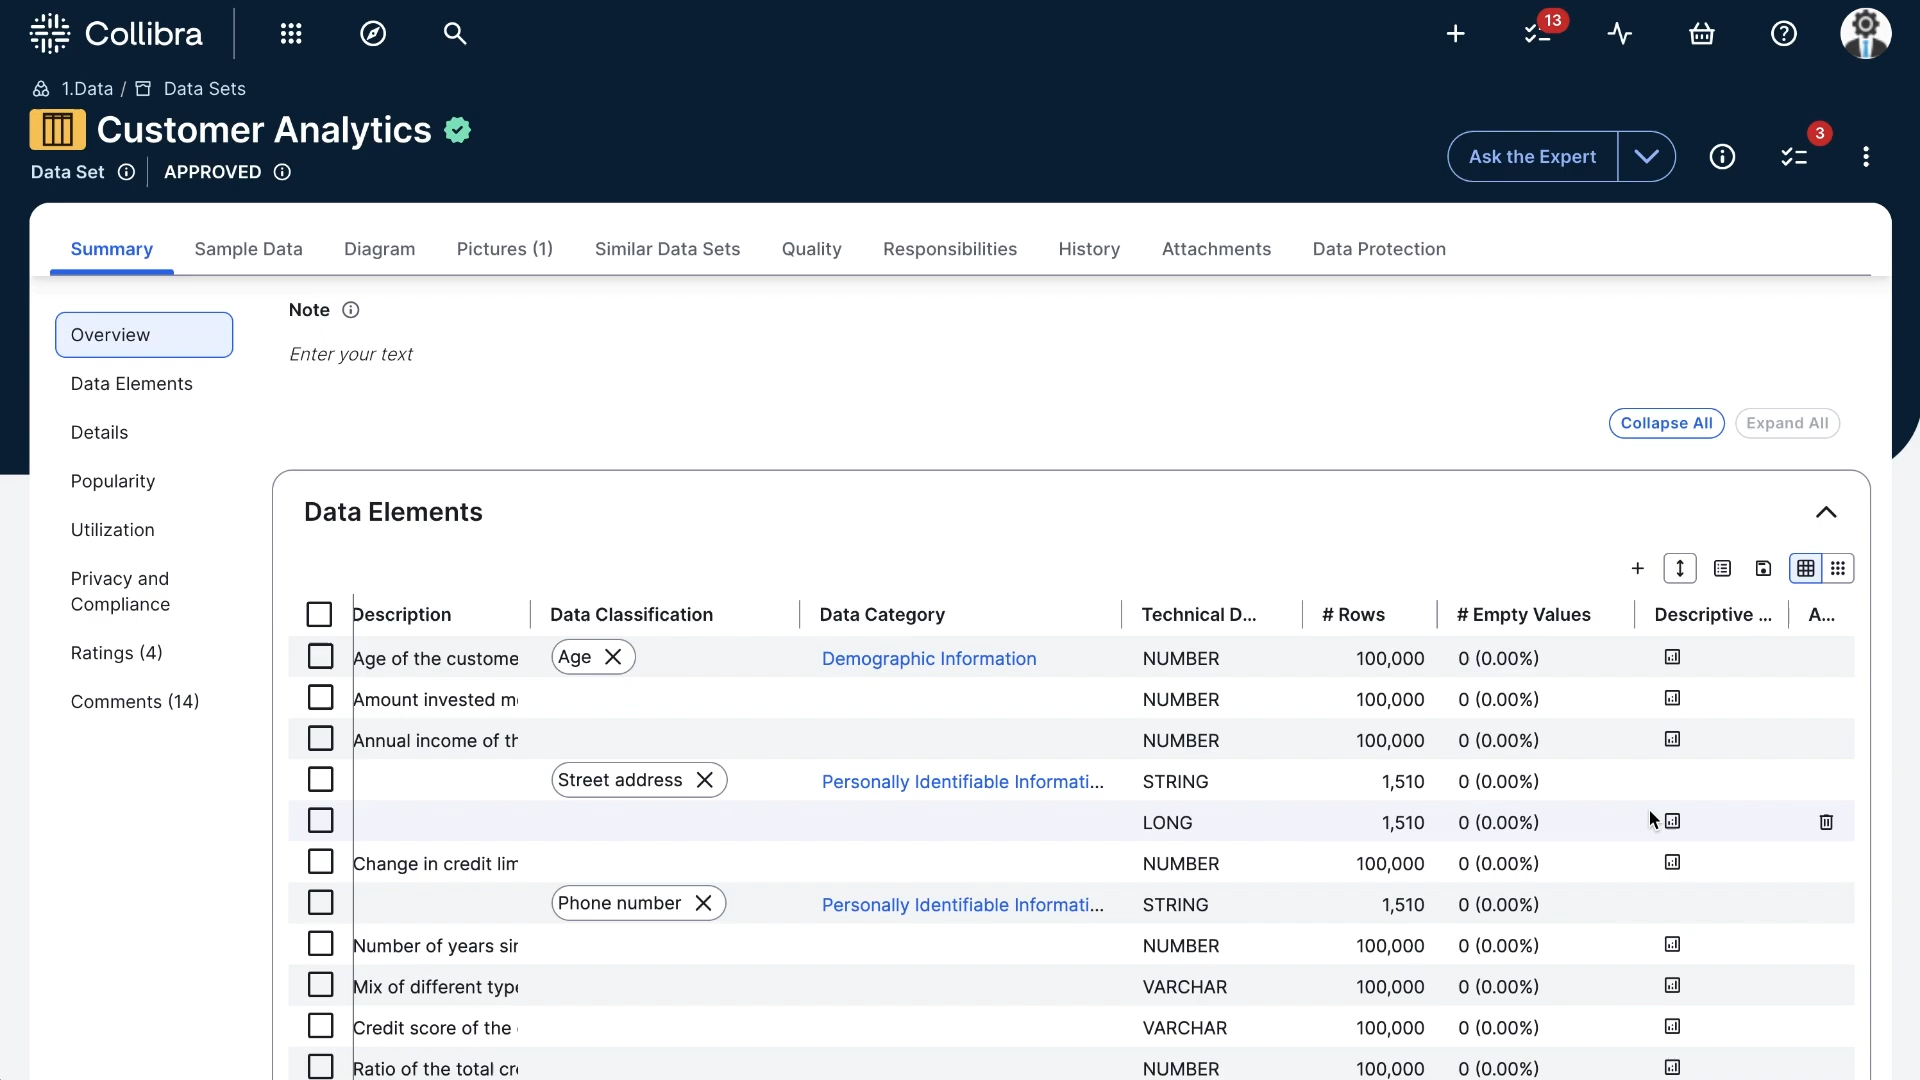 Collibra
13
1.Data / Data Sets
Customer Analytics
Data Set APPROVED
Ask the Expert
3
Summary Sample Data Diagram Pictures (1) Similar Data Sets Quality Responsibilities History Attachments Data Protection
Overview
Data Elements
Details
Popularity
Utilization
Privacy and
Compliance
Ratings (4)
Comments (14)
Note
Enter your text
Collapse All Expand All
Data Elements
Description Data Classification Data Category Technical D... # Rows # Empty Values Descriptive ... A...
Age of the custome Age Demographic Information NUMBER 100,000 0 (0.00%)
Amount invested m NUMBER 100,000 0 (0.00%)
Annual income of th NUMBER 100,000 0 (0.00%)
Street address Personally Identifiable Informati... STRING 1,510 0 (0.00%)
LONG 1,510 0 (0.00%)
Change in credit lim NUMBER 100,000 0 (0.00%)
Phone number Personally Identifiable Informati... STRING 1,510 0 (0.00%)
Number of years sin NUMBER 100,000 0 (0.00%)
Mix of different type VARCHAR 100,000 0 (0.00%)
Credit score of the VARCHAR 100,000 0 (0.00%)
Ratio of the total cr NUMBER 100,000 0 (0.00%)